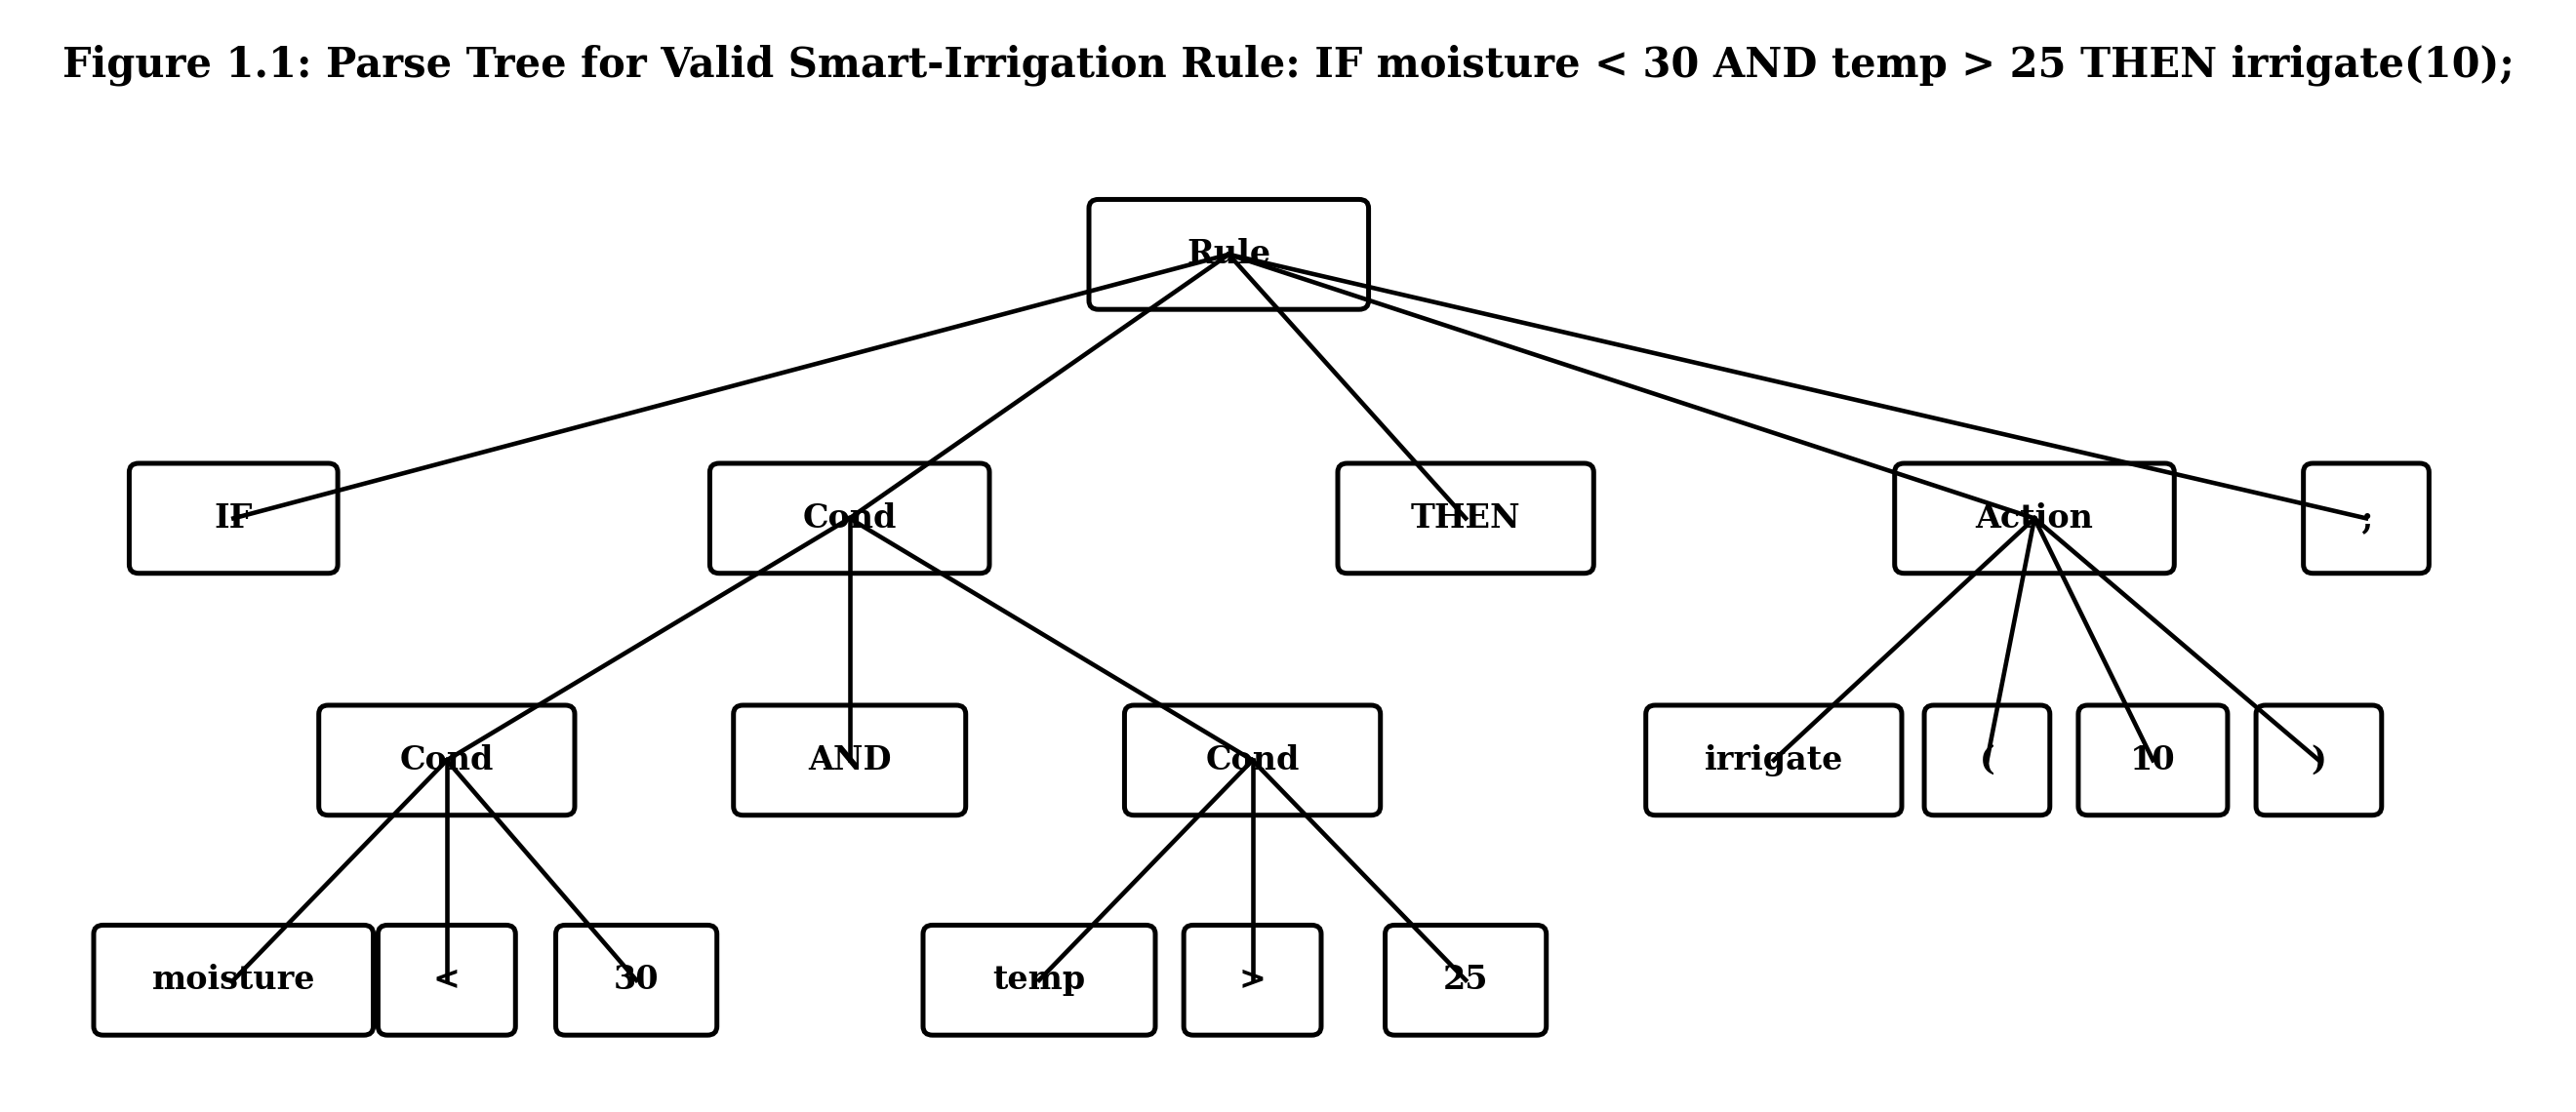 Figure 1.1: Parse Tree for Valid Smart-Irrigation Rule: IF moisture < 30 AND temp > 25 THEN irrigate(10);
Rule
IF Cond THEN Action ;
Cond AND Cond irrigate ( 10 )
moisture < 30 temp > 25